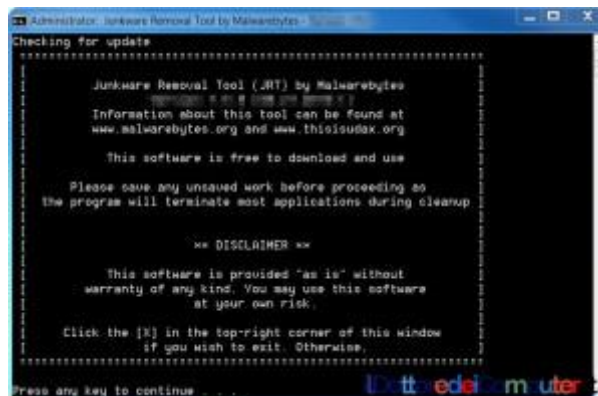 Administrator: Junkware Removal Tool by Malwarebytes -
Checking for update
Junkware Removal Tool (JRT) by Malwarebytes
Information about this tool can be found at
www.malwarebytes.org and www.thisisudax.org
This software is free to download and use
Please save any unsaved work before proceeding as
the program will terminate most applications during cleanup
** DISCLAIMER **
This software is provided "as is" without
warranty of any kind. You may use this software
at your own risk.
Click the [X] in the top-right corner of this window
if you wish to exit. Otherwise,
Press any key to continue . . .